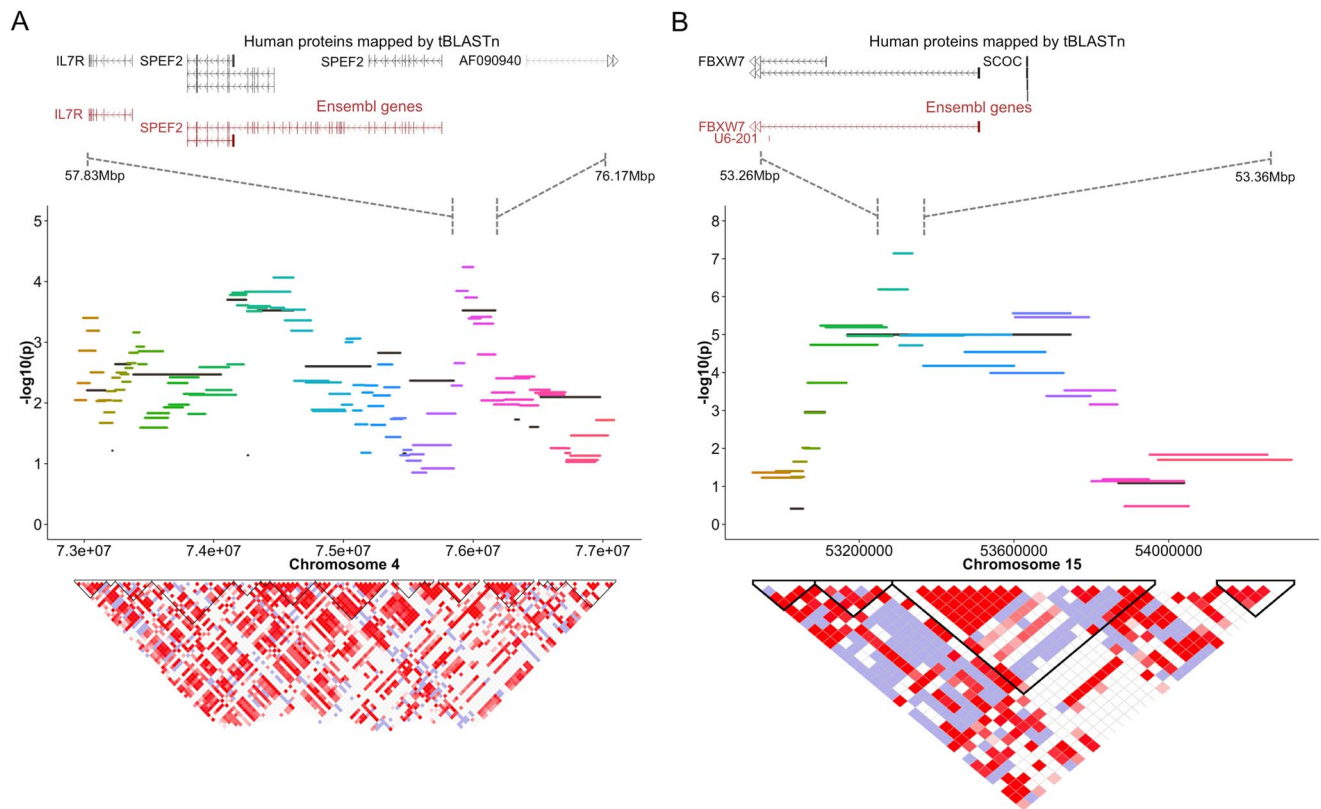 A
Human proteins mapped by tBLASTn
IL7R
SPEF2
SPEF2
AF090940
Ensembl genes
IL7R
SPEF2
57.83Mbp
76.17Mbp
5
4
3
2
1
0
-log10(p)
7.3e+07
7.4e+07
7.5e+07
7.6e+07
7.7e+07
Chromosome 4
B
Human proteins mapped by tBLASTn
FBXW7
SCOC
Ensembl genes
FBXW7
U6-201
53.26Mbp
53.36Mbp
8
7
6
5
4
3
2
1
0
-log10(p)
53200000
53600000
54000000
Chromosome 15